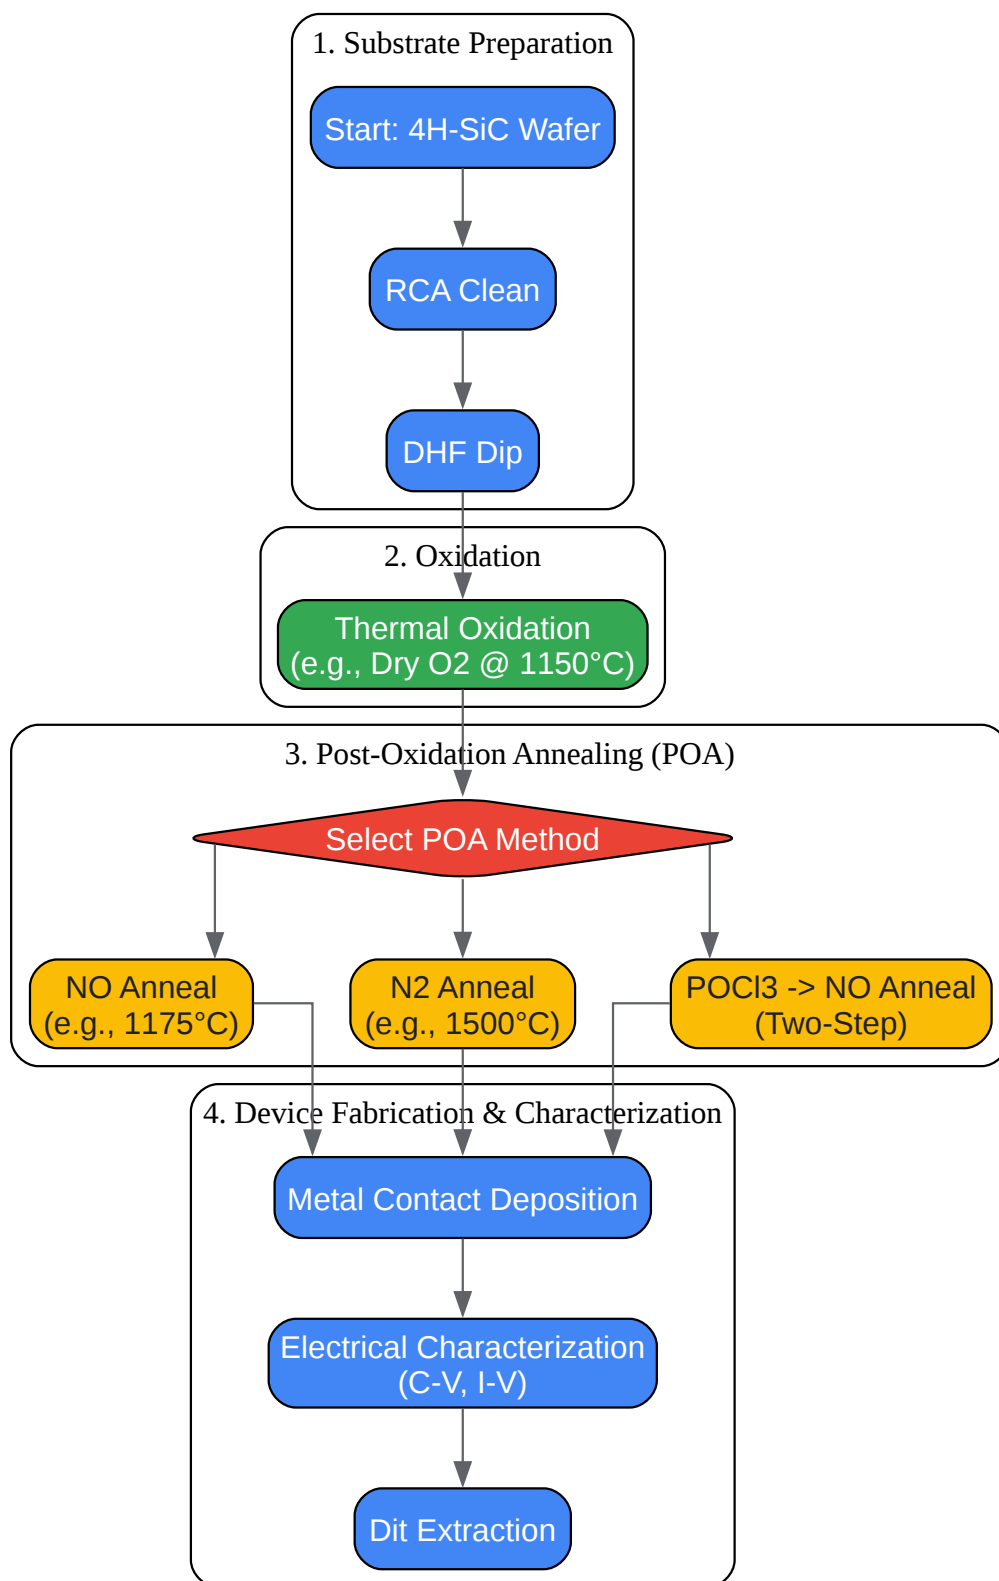 1. Substrate Preparation
Start: 4H-SiC Wafer
RCA Clean
DHF Dip
2. Oxidation
Thermal Oxidation
(e.g., Dry O2 @ 1150°C)
3. Post-Oxidation Annealing (POA)
Select POA Method
NO Anneal
(e.g., 1175°C)
N2 Anneal
(e.g., 1500°C)
POCl3 -> NO Anneal
(Two-Step)
4. Device Fabrication & Characterization
Metal Contact Deposition
Electrical Characterization
(C-V, I-V)
Dit Extraction